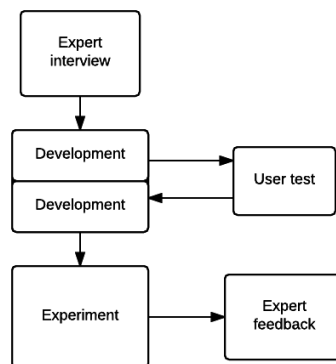 Expert
interview
Development
User test
Development
Experiment
Expert
feedback